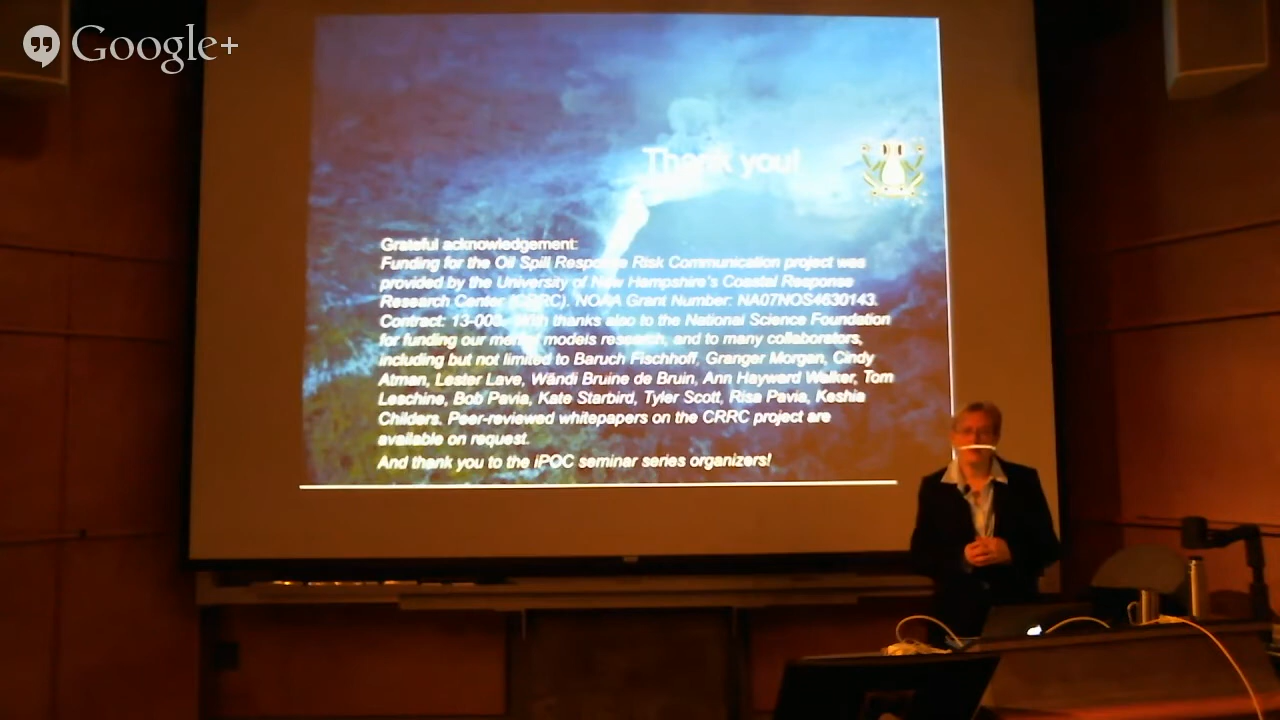 Google+
Thank you!
Grateful acknowledgement:
Funding for the Oil Spill Response Risk Communication project was
provided by the University of New Hampshire's Coastal Response
Research Center (CRRC). NOAA Grant Number: NA07NOS4630143.
Contract: 13-003. With thanks also to the National Science Foundation
for funding our mental models research, and to many collaborators,
including but not limited to Baruch Fischhoff, Granger Morgan, Cindy
Atman, Lester Lave, Wändi Bruine de Bruin, Ann Hayward Walker, Tom
Leschine, Bob Pavia, Kate Starbird, Tyler Scott, Risa Pavia, Keshia
Childers. Peer-reviewed whitepapers on the CRRC project are
available on request.
And thank you to the iPOC seminar series organizers!